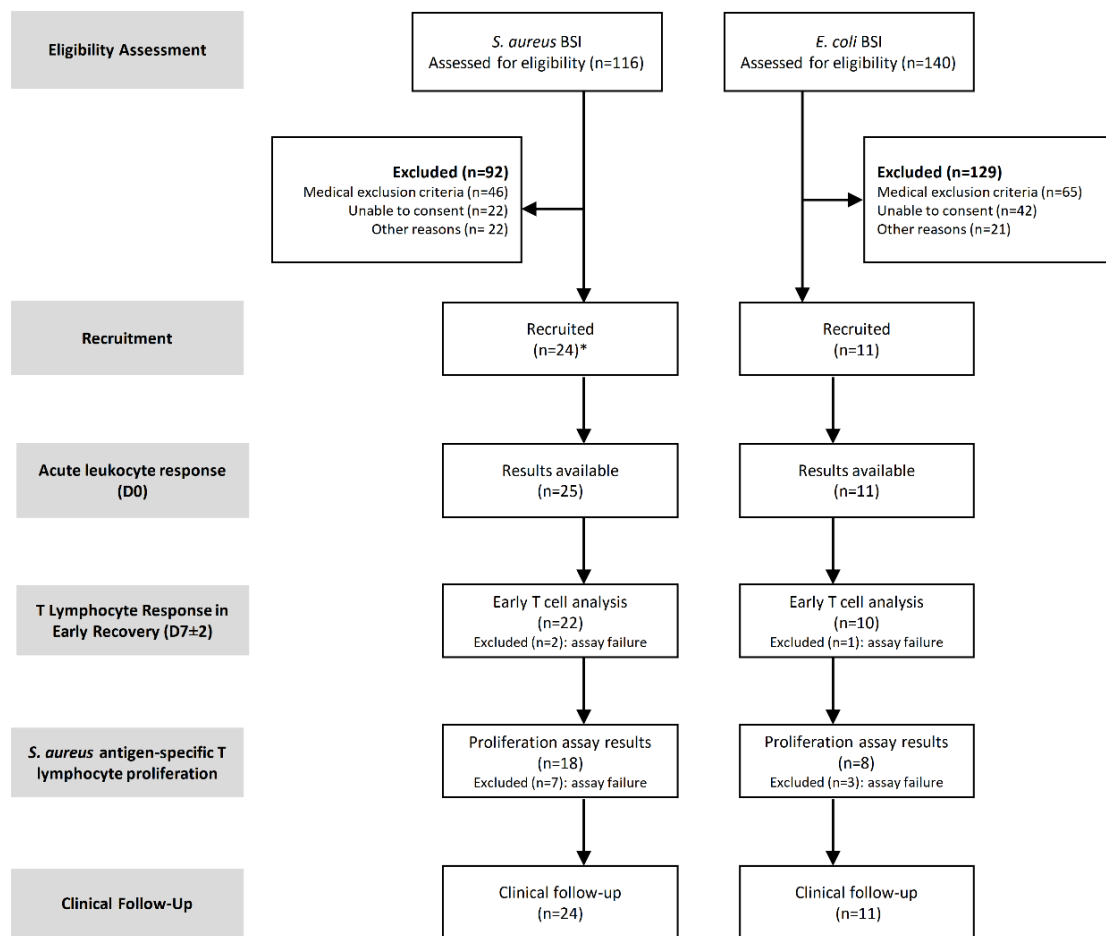 Eligibility Assessment
S. aureus BSI
Assessed for eligibility (n=116)
E. coli BSI
Assessed for eligibility (n=140)
Excluded (n=92)
Medical exclusion criteria (n=46)
Unable to consent (n=22)
Other reasons (n= 22)
Excluded (n=129)
Medical exclusion criteria (n=65)
Unable to consent (n=42)
Other reasons (n=21)
Recruitment
Recruited
(n=24)*
Recruited
(n=11)
Acute leukocyte response
(D0)
Results available
(n=25)
Results available
(n=11)
T Lymphocyte Response in
Early Recovery (D7±2)
Early T cell analysis
(n=22)
Excluded (n=2): assay failure
Early T cell analysis
(n=10)
Excluded (n=1): assay failure
S. aureus antigen-specific T
lymphocyte proliferation
Proliferation assay results
(n=18)
Excluded (n=7): assay failure
Proliferation assay results
(n=8)
Excluded (n=3): assay failure
Clinical Follow-Up
Clinical follow-up
(n=24)
Clinical follow-up
(n=11)